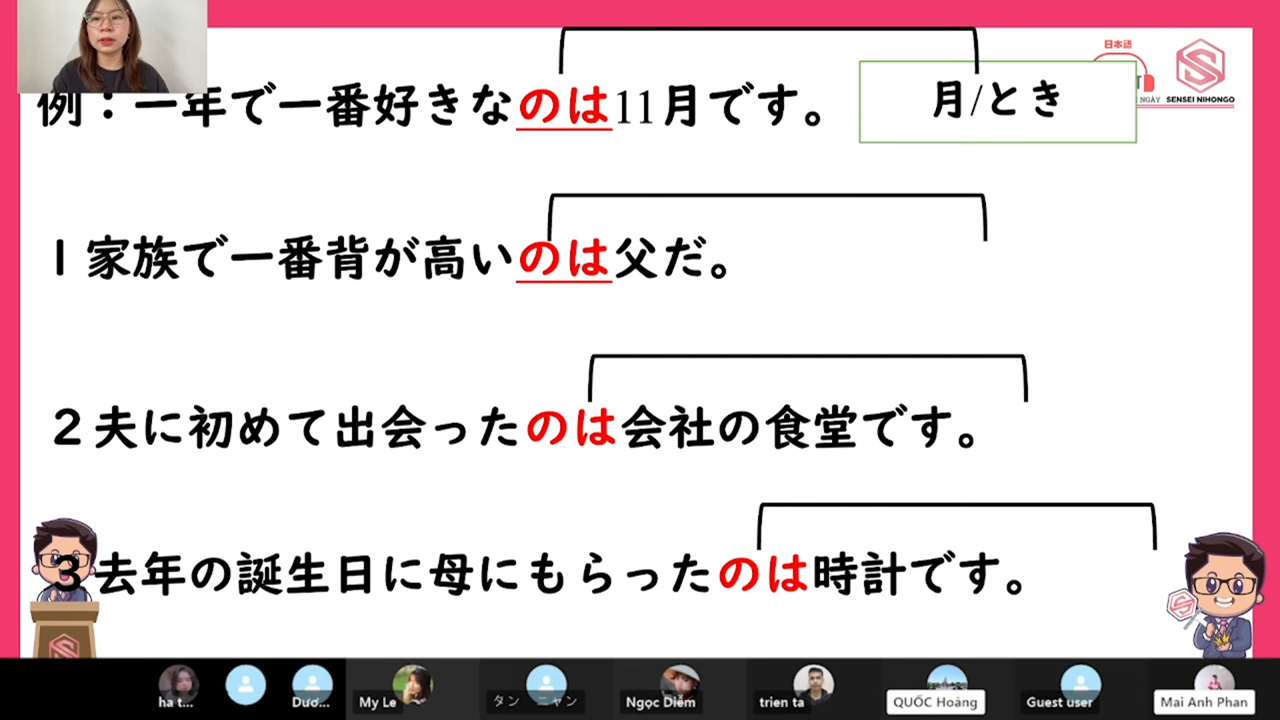 日本語
例：一年で一番好きなのは11月です。
月/とき
NGÀY SENSEI NIHONGO
1 家族で一番背が高いのは父だ。
２夫に初めて出会ったのは会社の食堂です。
3 去年の誕生日に母にもらったのは時計です。
ha t... Dươ... My Le タン ニャン Ngọc Diễm trien ta QUỐC Hoàng Guest user Mai Anh Phan